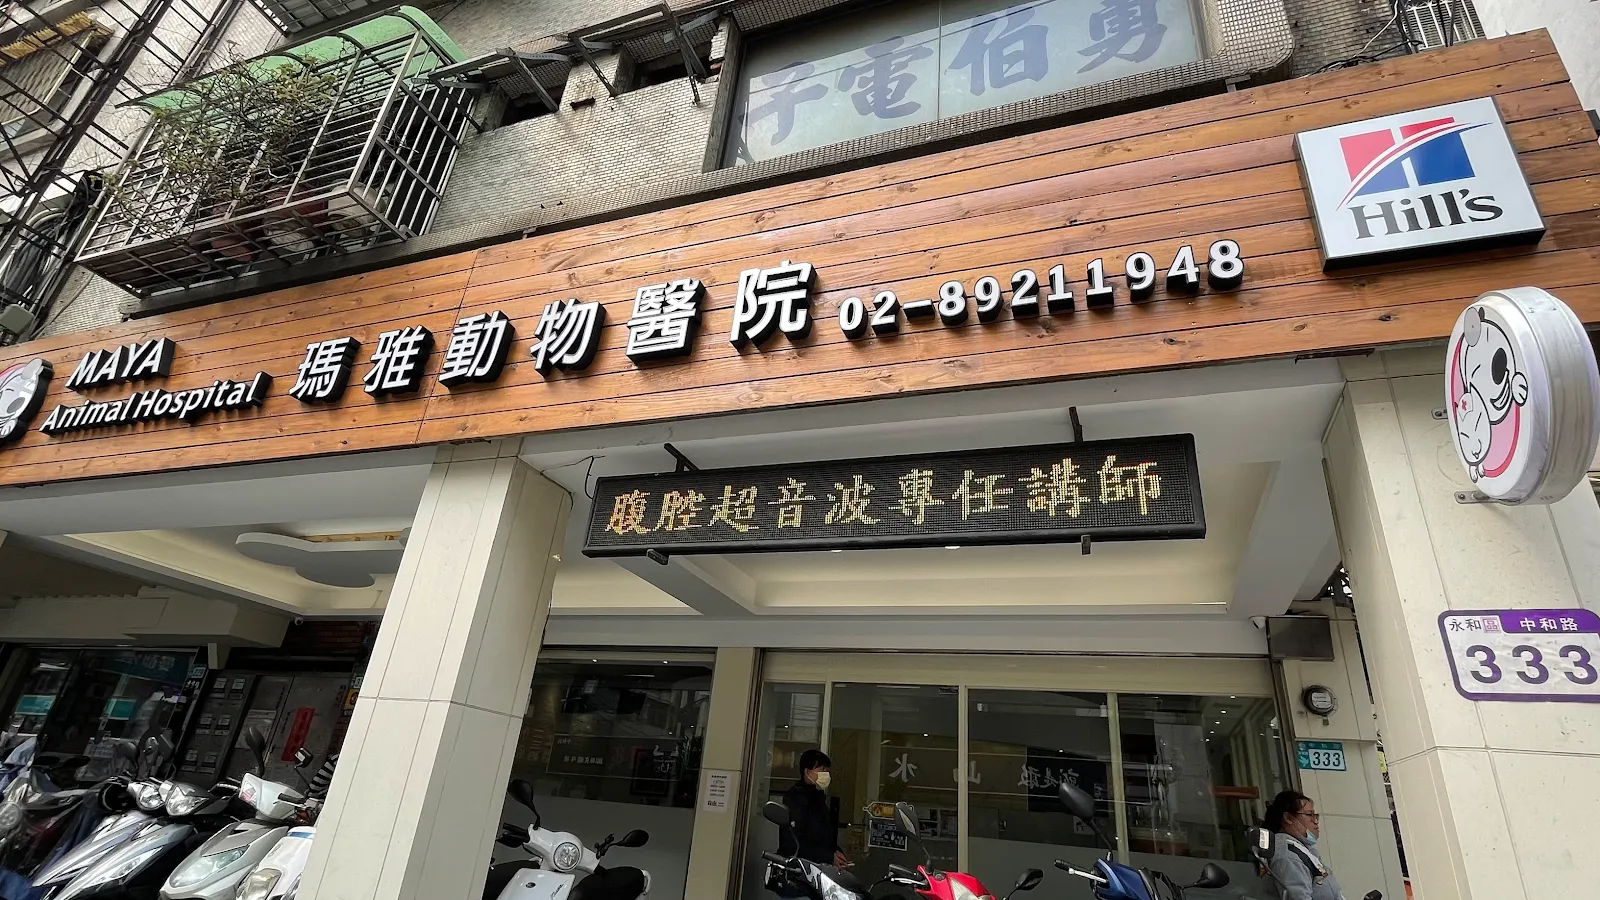 子電伯勇
Hill's
MAYA
Animal Hospital
瑪雅動物醫院 02-89211948
腹腔超音波專任講師
永和區 中和路
333
333